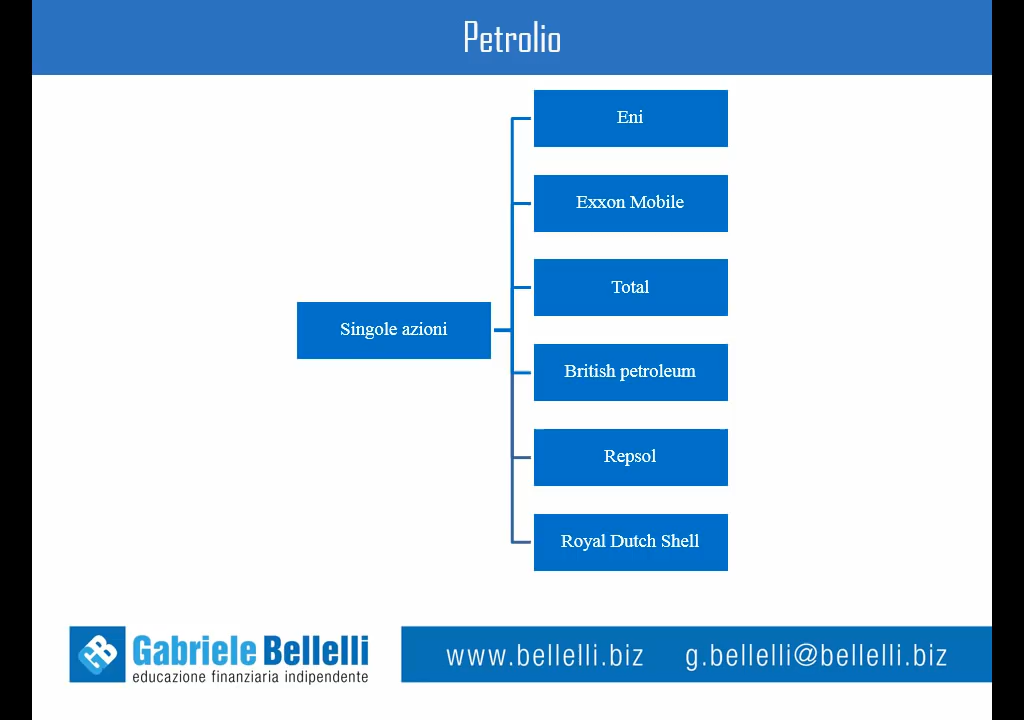 Petrolio
Eni
Exxon Mobile
Total
Singole azioni
British petroleum
Repsol
Royal Dutch Shell
GB
Gabriele Bellelli
educazione finanziaria indipendente
www.bellelli.biz g.bellelli@bellelli.biz